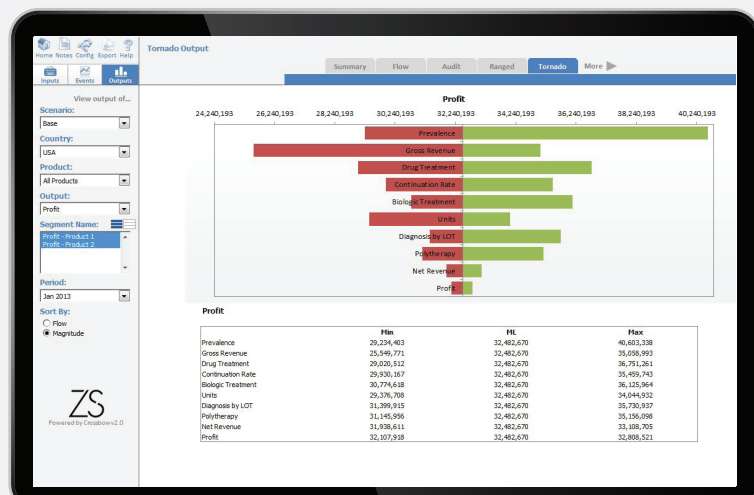 Home Notes Config Export Help
Tornado Output
Summary Flow Audit Ranged Tornado More
Inputs Events Outputs
View output of...
Scenario:
Base
Country:
USA
Product:
All Products
Output:
Profit
Segment Name:
Profit - Product 1
Profit - Product 2
Period:
Jan 2013
Sort By:
Flow
Magnitude
ZS
Powered by Crossbow v2.0
Profit
24,240,193 26,240,193 28,240,193 30,240,193 32,240,193 34,240,193 36,240,193 38,240,193 40,240,193
Prevalence
Gross Revenue
Drug Treatment
Continuation Rate
Biologic Treatment
Units
Diagnosis by LOT
Polytherapy
Net Revenue
Profit
Profit
Min ML Max
Prevalence 29,234,403 32,482,670 40,603,338
Gross Revenue 25,549,771 32,482,670 35,058,993
Drug Treatment 29,020,512 32,482,670 36,751,261
Continuation Rate 29,930,167 32,482,670 35,459,743
Biologic Treatment 30,774,618 32,482,670 36,125,964
Units 29,376,708 32,482,670 34,044,932
Diagnosis by LOT 31,399,915 32,482,670 35,730,937
Polytherapy 31,145,956 32,482,670 35,156,098
Net Revenue 31,938,611 32,482,670 33,108,705
Profit 32,107,918 32,482,670 32,808,521